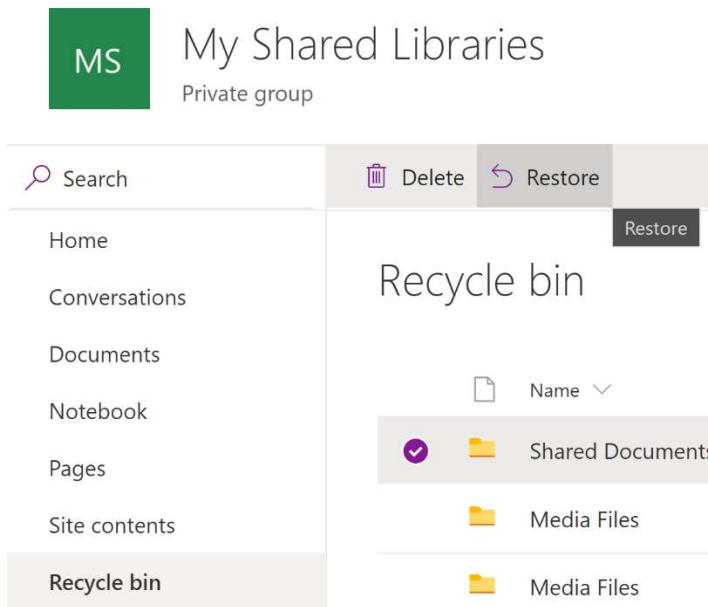 MS
My Shared Libraries
Private group
Search
Delete
Restore
Restore
Home
Conversations
Documents
Notebook
Pages
Site contents
Recycle bin
Recycle bin
Name
Shared Documents
Media Files
Media Files